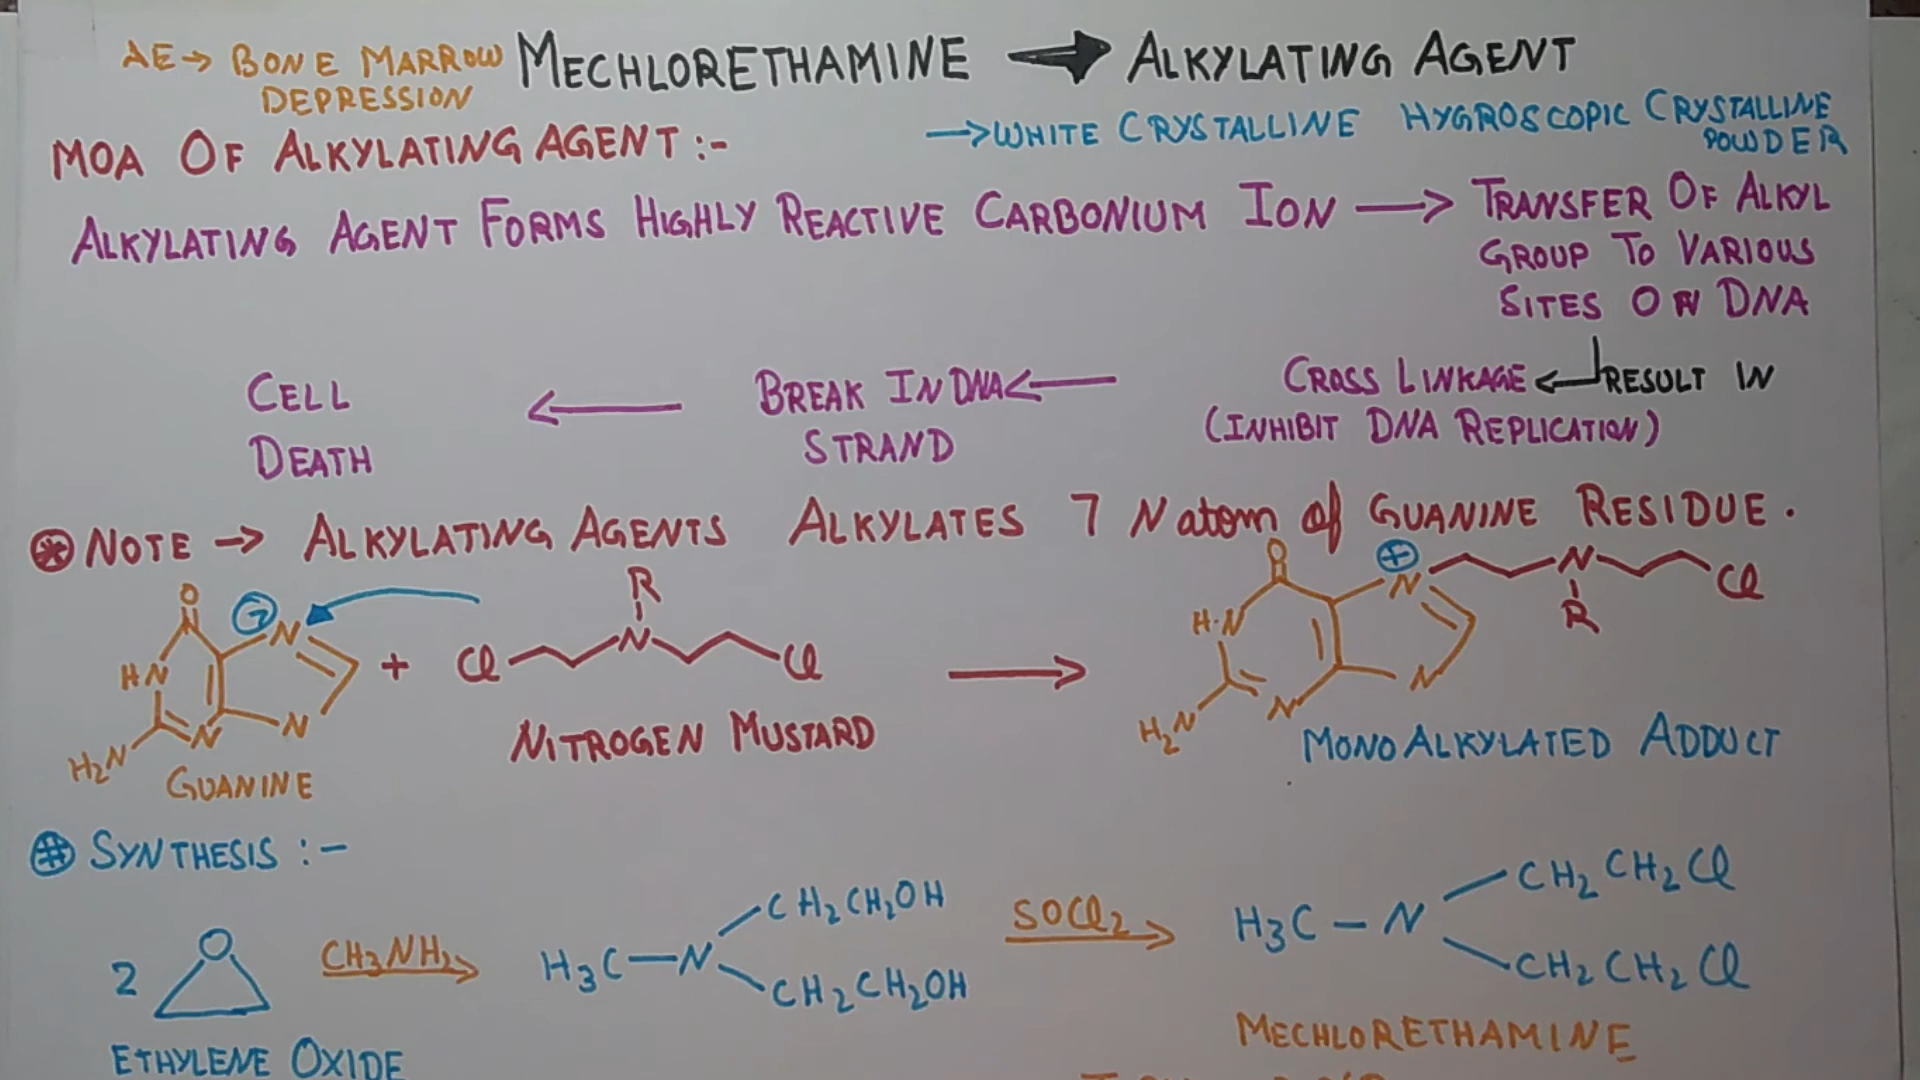 AE → BONE MARROW DEPRESSION
MECHLORETHAMINE → ALKYLATING AGENT
→ WHITE CRYSTALLINE HYGROSCOPIC CRYSTALLINE POWDER
MOA OF ALKYLATING AGENT :-
ALKYLATING AGENT FORMS HIGHLY REACTIVE CARBONIUM ION → TRANSFER OF ALKYL
GROUP TO VARIOUS
SITES ON DNA
RESULT IN
CROSS LINKAGE
(INHIBIT DNA REPLICATION)
BREAK IN DNA
STRAND
CELL
DEATH
* NOTE → ALKYLATING AGENTS ALKYLATES 7 N atom of GUANINE RESIDUE.
O
7
N
HN
N
N
H2N
GUANINE
+
R
Cl N Cl
NITROGEN MUSTARD
→
O
+
N N Cl
R
H·N
N
N
H2N
MONO ALKYLATED ADDUCT
# SYNTHESIS :-
2 O
ETHYLENE OXIDE
CH3NH2
CH2CH2OH
H3C-N
CH2CH2OH
SOCl2
CH2CH2Cl
H3C-N
CH2CH2Cl
MECHLORETHAMINE